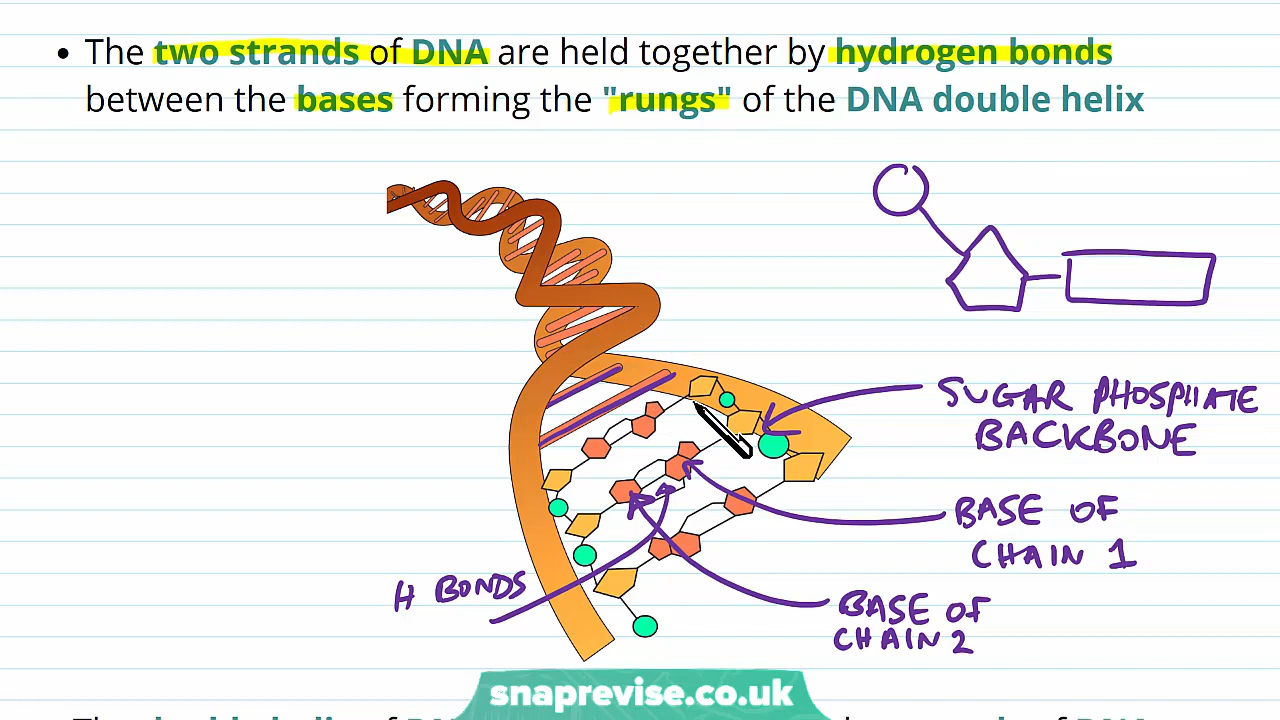 • The two strands of DNA are held together by hydrogen bonds
between the bases forming the "rungs" of the DNA double helix
SUGAR PHOSPHATE
BACKBONE
BASE OF
CHAIN 1
H BONDS
BASE OF
CHAIN 2
snaprevise.co.uk